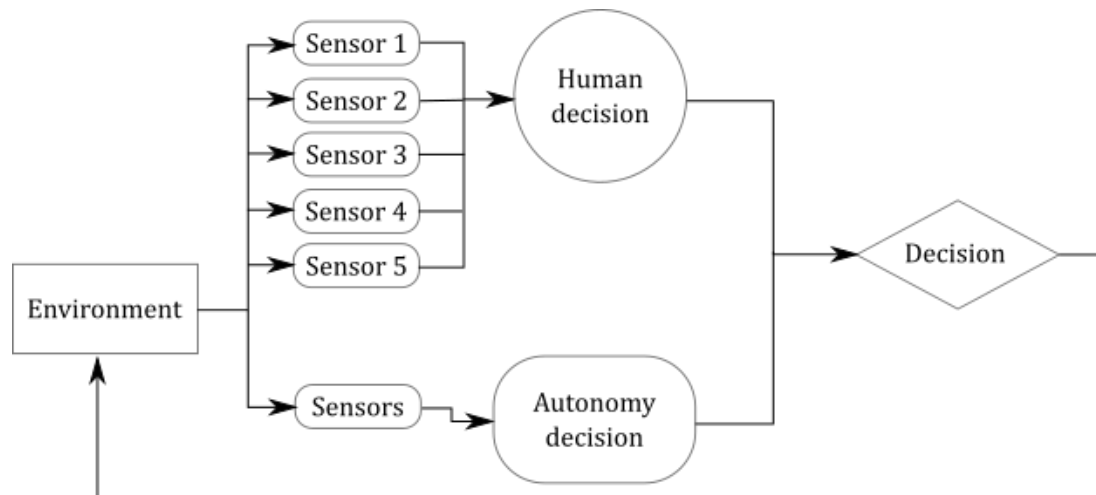 Sensor 1
Sensor 2
Sensor 3
Sensor 4
Sensor 5
Human
decision
Environment
Decision
Sensors
Autonomy
decision